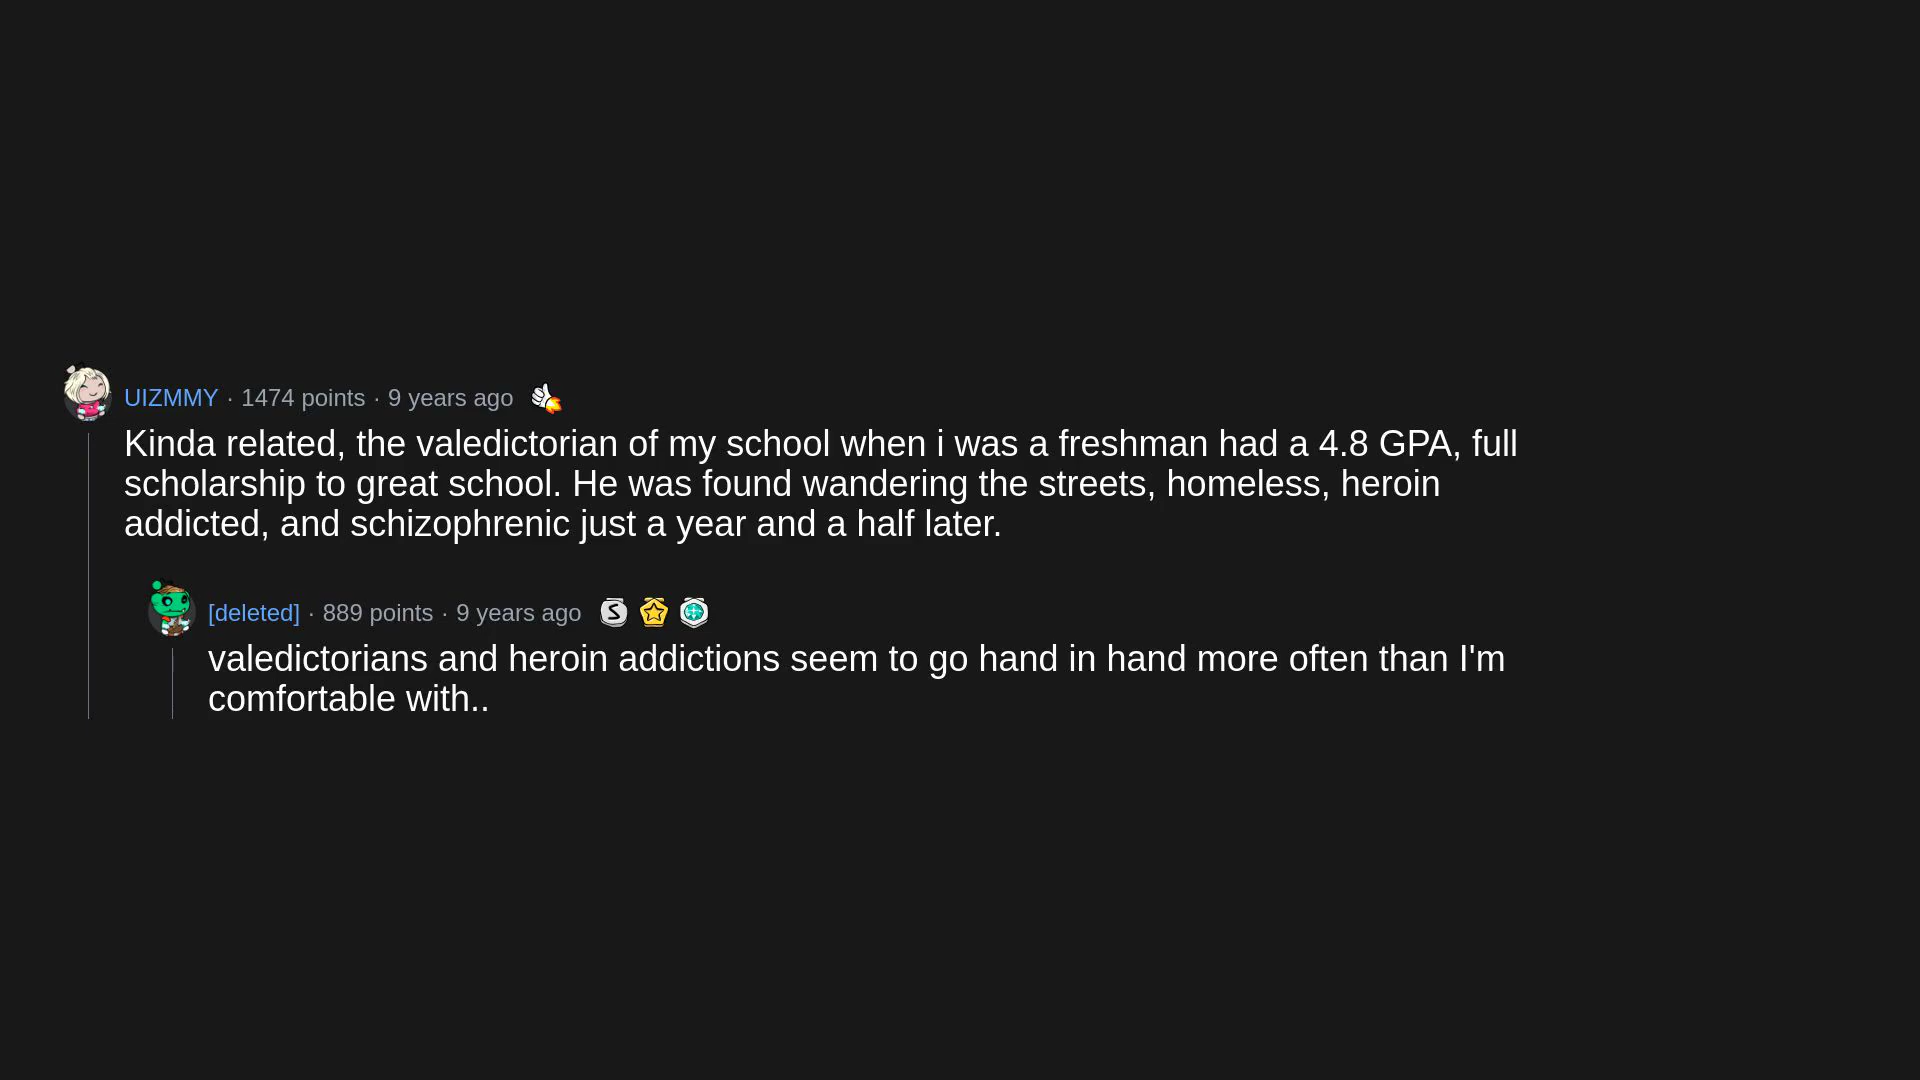 UIZMMY · 1474 points · 9 years ago
Kinda related, the valedictorian of my school when i was a freshman had a 4.8 GPA, full
scholarship to great school. He was found wandering the streets, homeless, heroin
addicted, and schizophrenic just a year and a half later.
[deleted] · 889 points · 9 years ago
valedictorians and heroin addictions seem to go hand in hand more often than I'm
comfortable with..